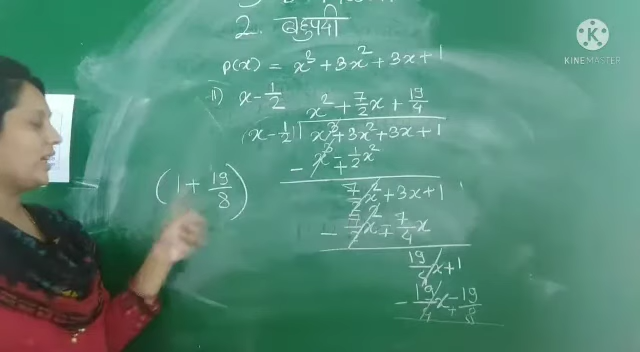 2. बहुपदी
p(x) = x³ + 3x² + 3x + 1
ii) x - 1/2
x² + 7/2 x + 19/4
x - 1/2) x³ + 3x² + 3x + 1
- x³ ∓ 1/2 x²
7/2 x² + 3x + 1
- 7/2 x² ∓ 7/4 x
19/4 x + 1
- 19/4 x ∓ 19/8
(1 + 19/8)
KINEMASTER